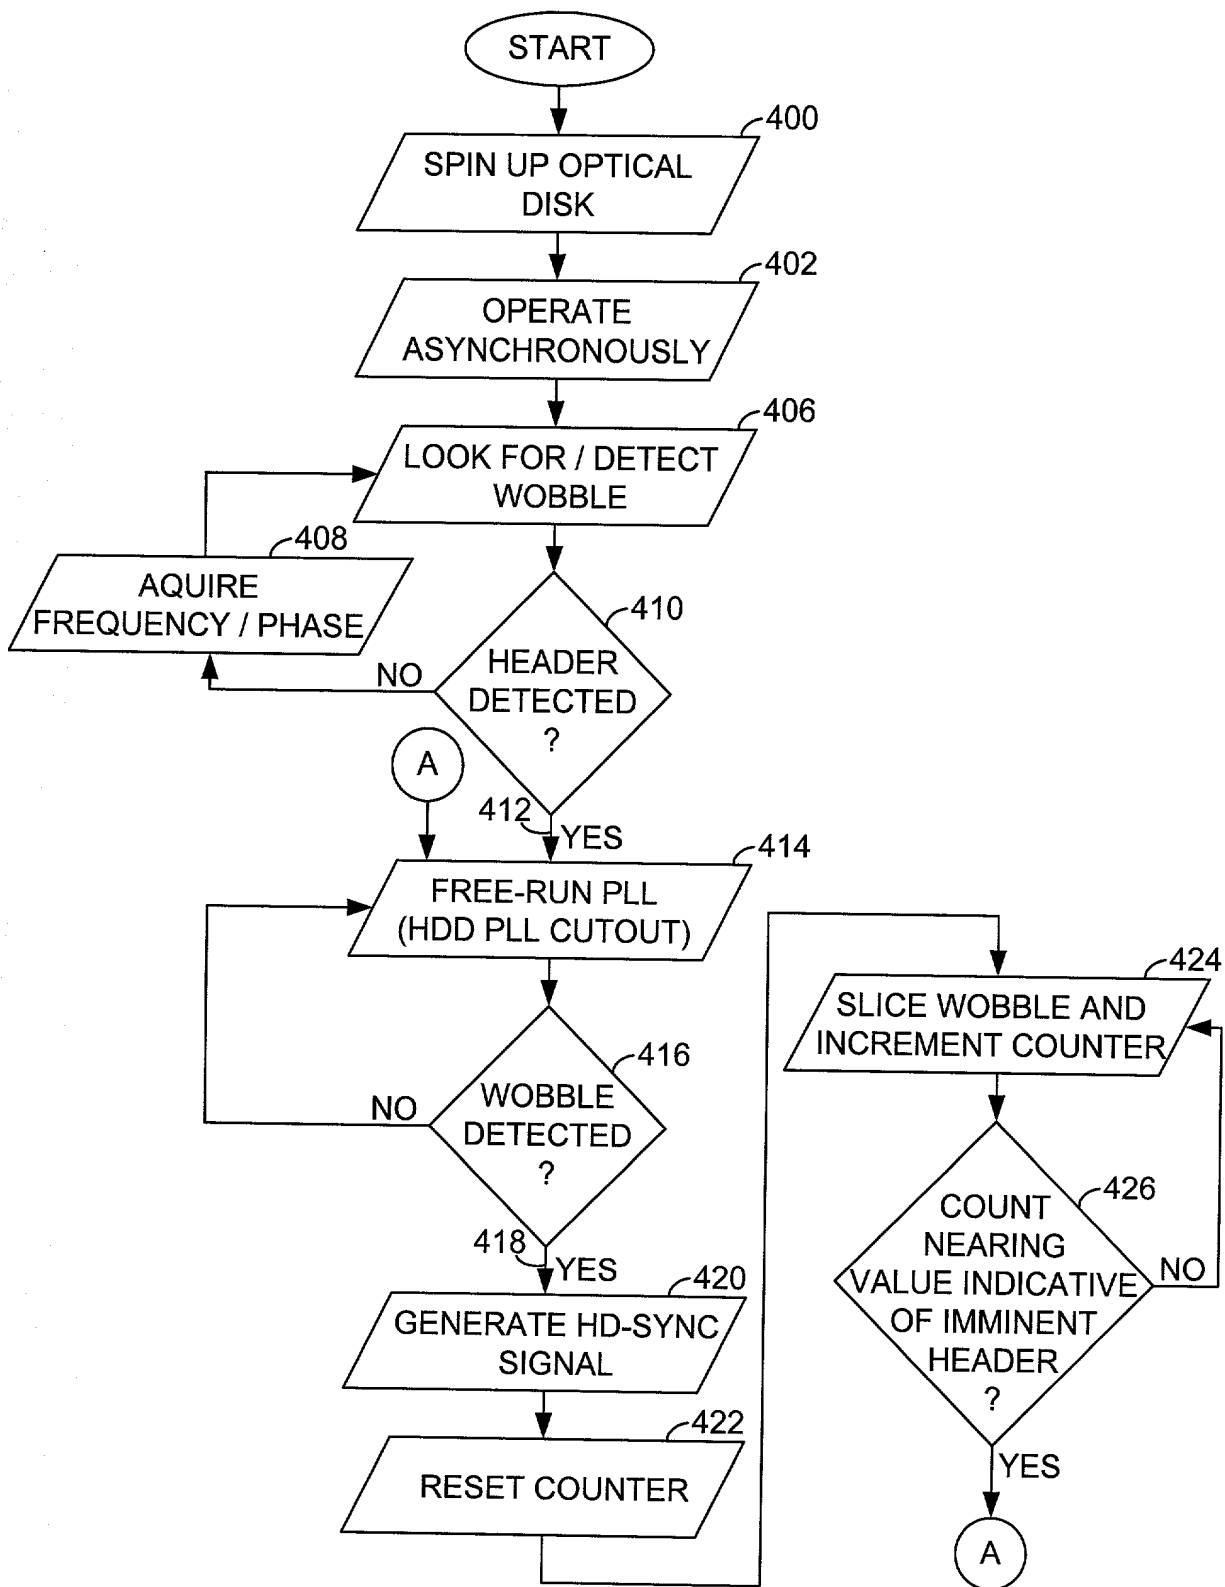 START
400
SPIN UP OPTICAL
DISK
402
OPERATE
ASYNCHRONOUSLY
406
LOOK FOR / DETECT
WOBBLE
408
AQUIRE
FREQUENCY / PHASE
410
HEADER
DETECTED
?
NO
A
412
YES
414
FREE-RUN PLL
(HDD PLL CUTOUT)
416
WOBBLE
DETECTED
?
NO
418
YES
420
GENERATE HD-SYNC
SIGNAL
422
RESET COUNTER
424
SLICE WOBBLE AND
INCREMENT COUNTER
426
COUNT
NEARING
VALUE INDICATIVE
OF IMMINENT
HEADER
?
NO
YES
A